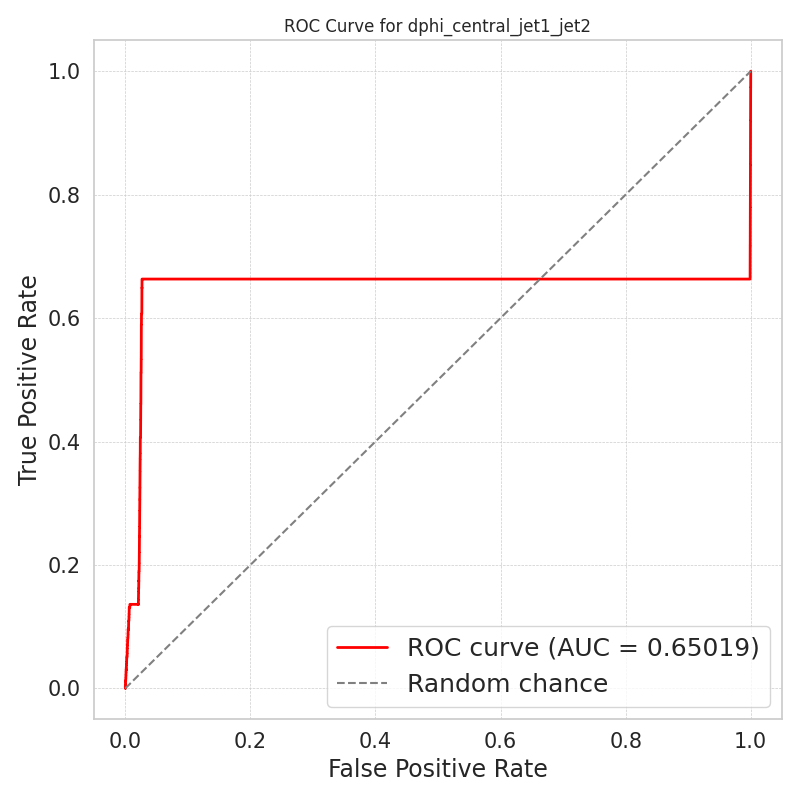 ROC Curve for dphi_central_jet1_jet2
1.0
0.8
0.6
0.4
0.2
0.0
True Positive Rate
ROC curve (AUC = 0.65019)
Random chance
0.0 0.2 0.4 0.6 0.8 1.0
False Positive Rate